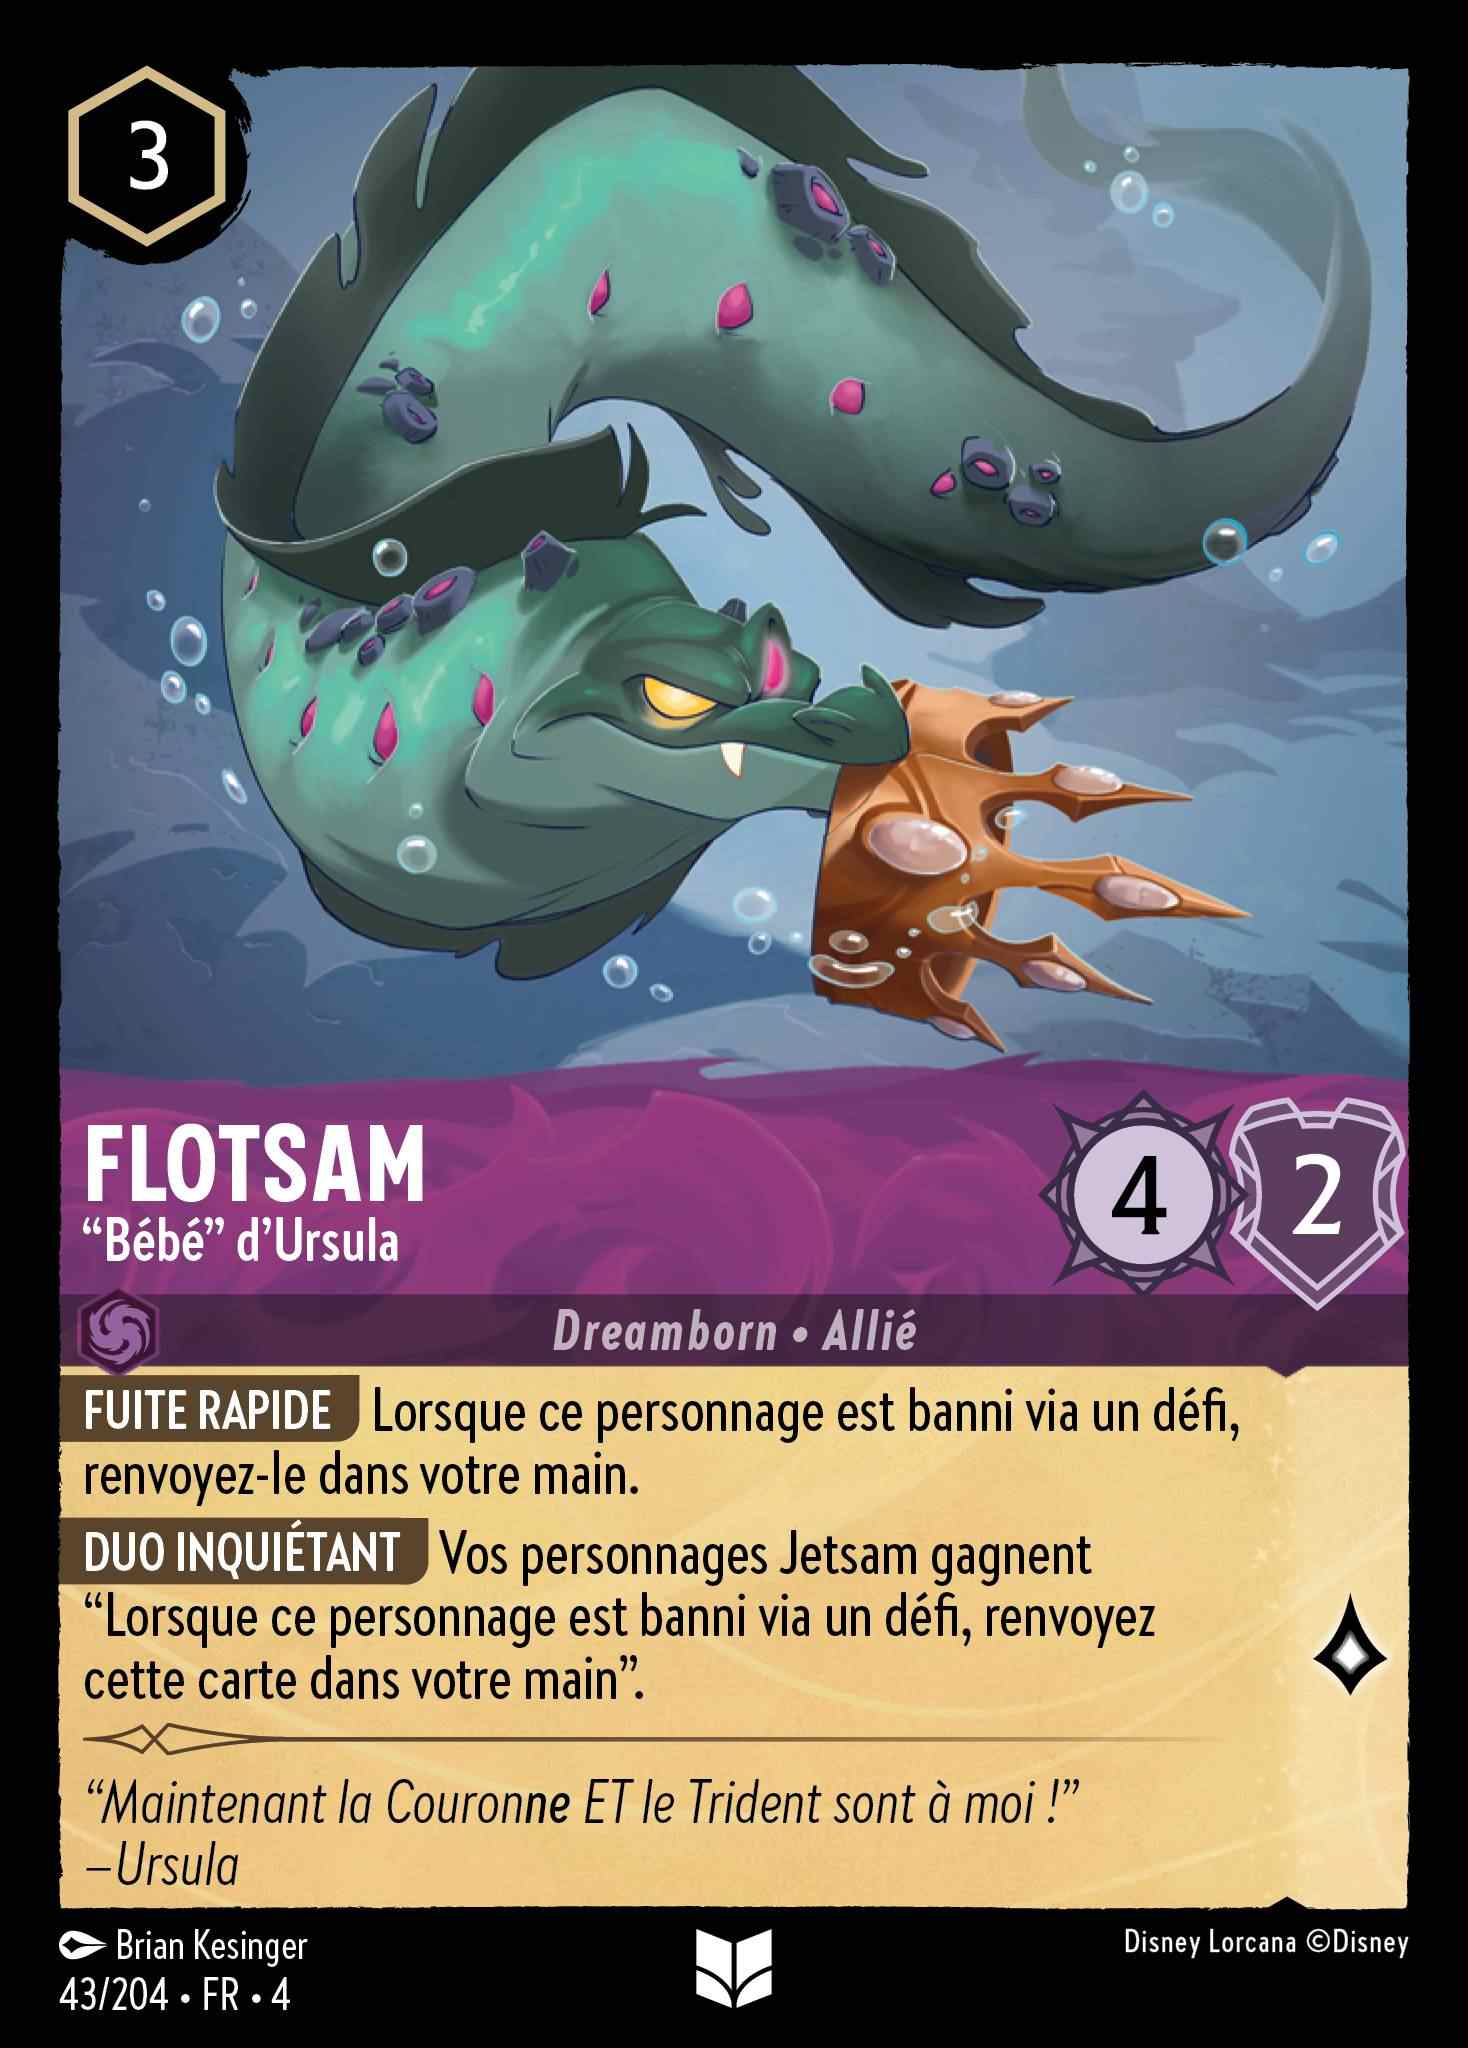 3
FLOTSAM
“Bébé” d’Ursula
4
2
Dreamborn • Allié
FUITE RAPIDE Lorsque ce personnage est banni via un défi,
renvoyez-le dans votre main.
DUO INQUIÉTANT Vos personnages Jetsam gagnent
“Lorsque ce personnage est banni via un défi, renvoyez
cette carte dans votre main”.
“Maintenant la Couronne ET le Trident sont à moi !”
–Ursula
Brian Kesinger
Disney Lorcana ©Disney
43/204 • FR • 4